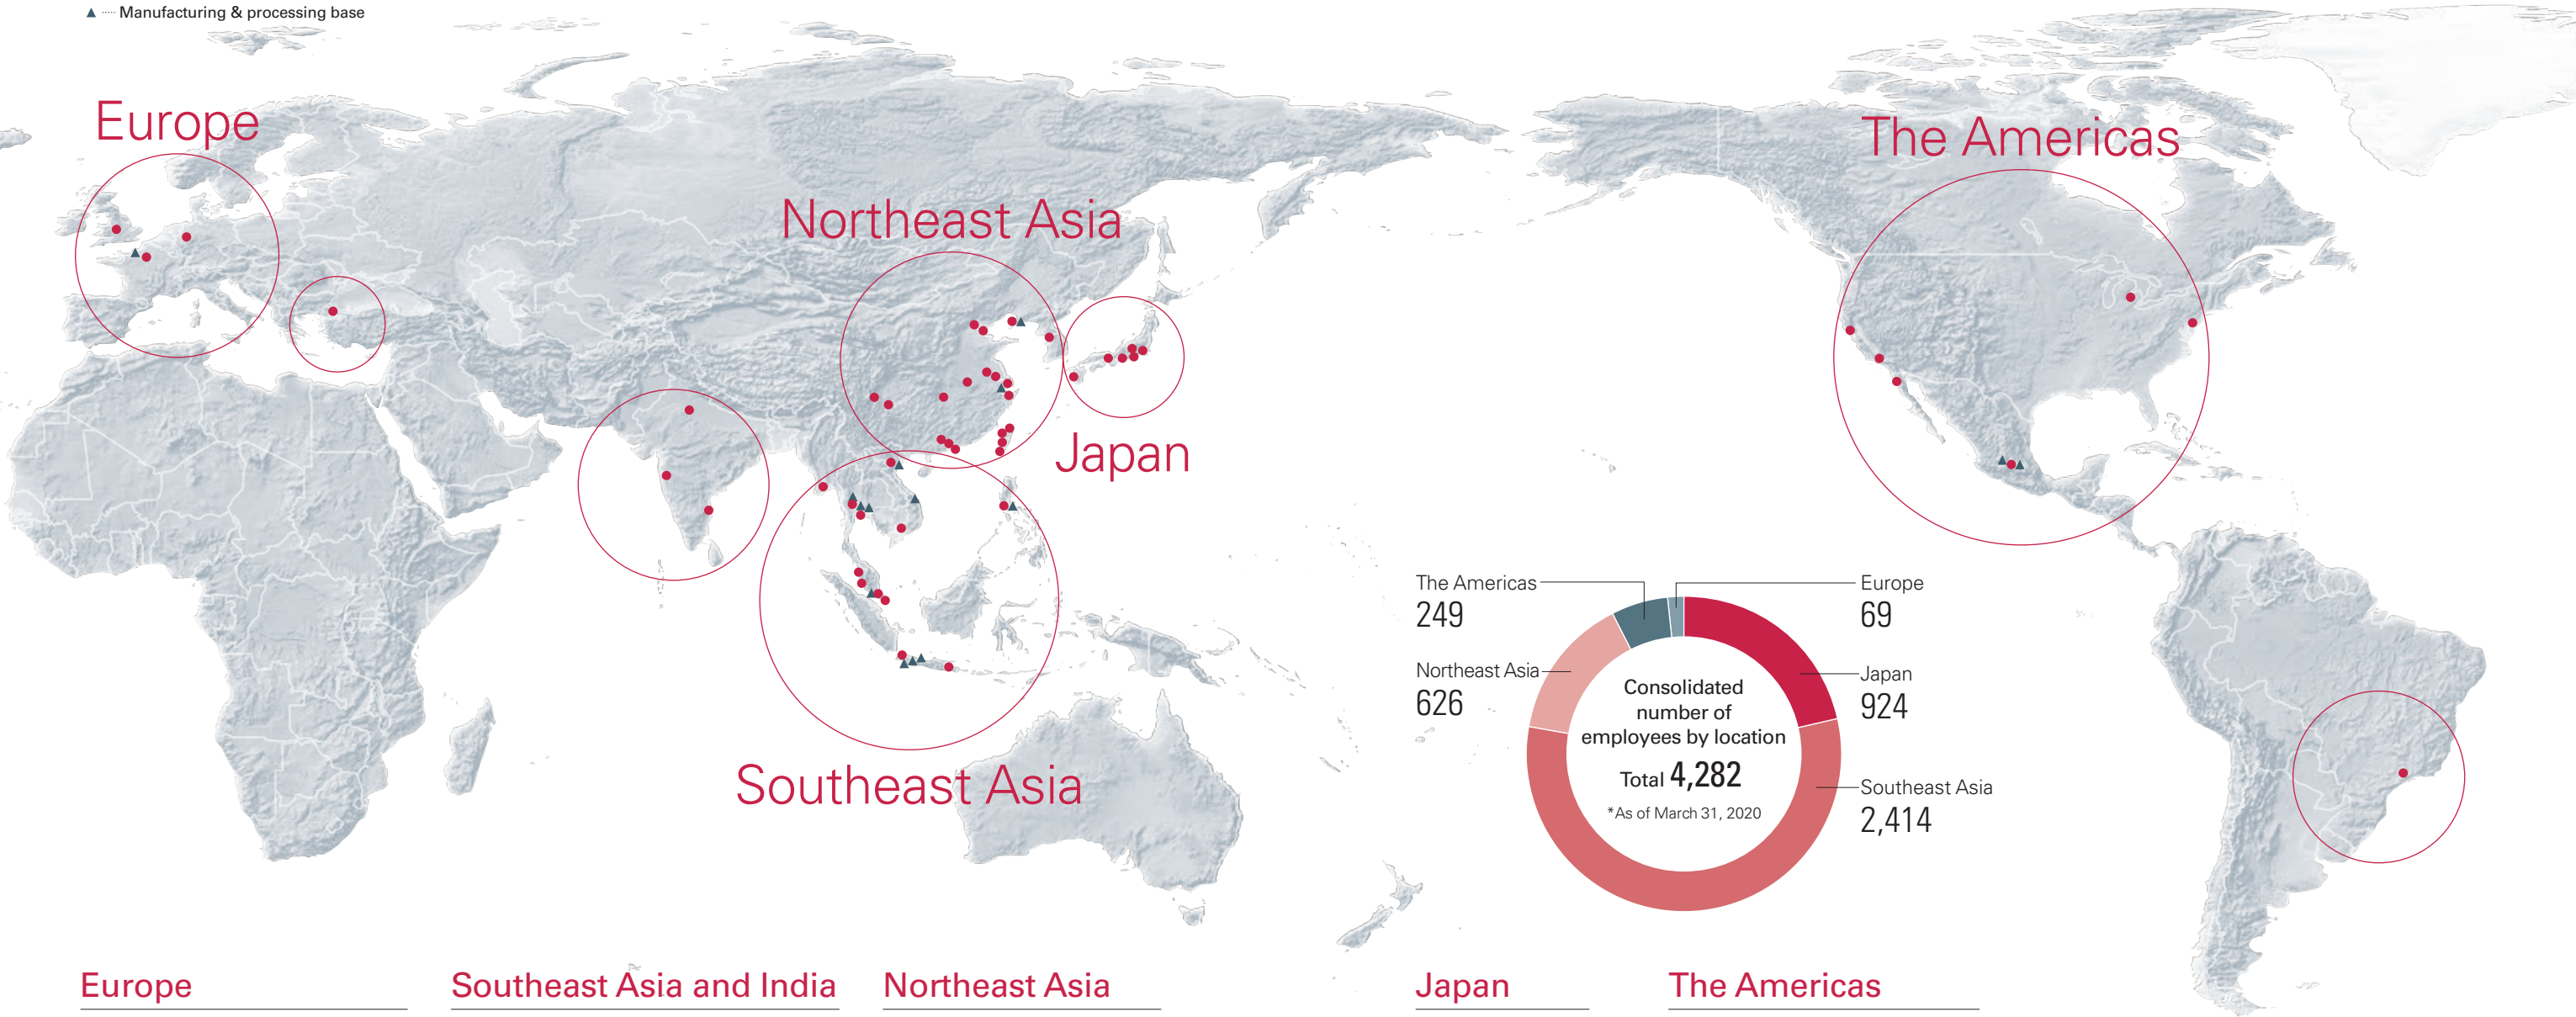 ▲ ····· Manufacturing & processing base
Europe
The Americas
Northeast Asia
Japan
Southeast Asia
The Americas
249
Europe
69
Northeast Asia
626
Japan
924
Southeast Asia
2,414
Consolidated
number of
employees by location
Total 4,282
*As of March 31, 2020
Europe
Southeast Asia and India
Northeast Asia
Japan
The Americas